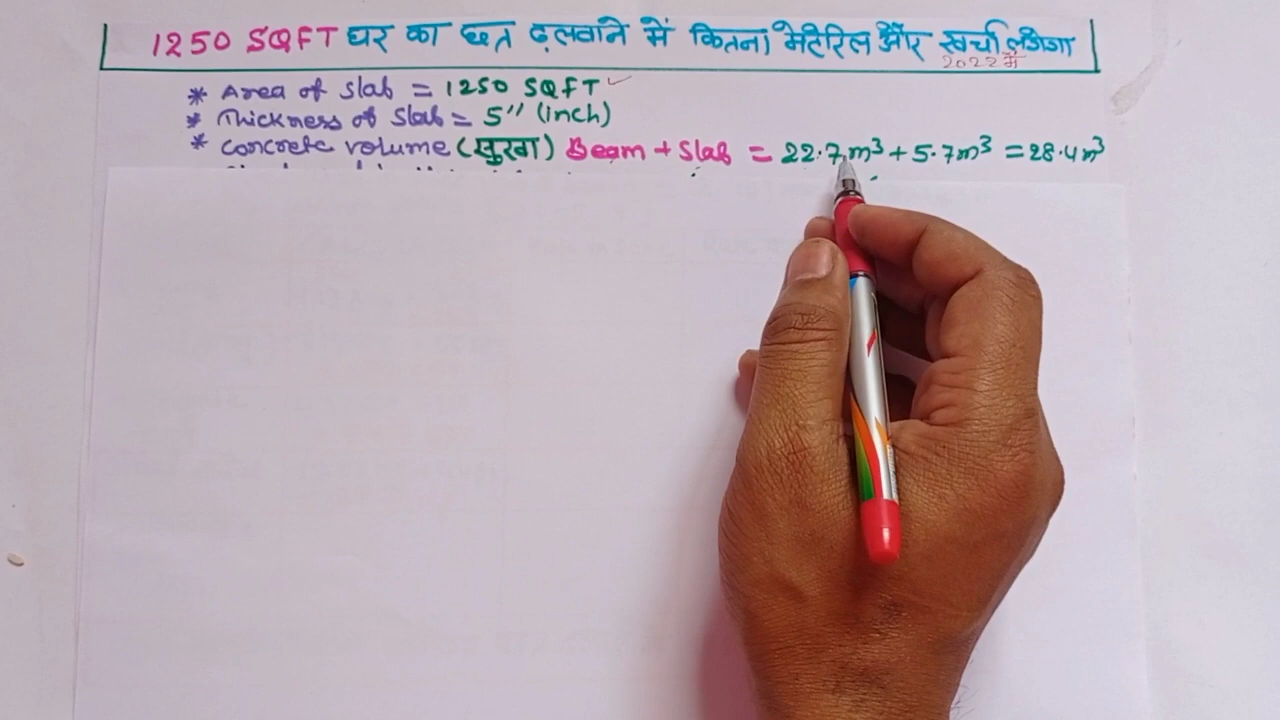 1250 SQFT घर का छत ढ़लवाने में कितना मेटेरिल और खर्चा लगेगा
2022 में
* Area of slab = 1250 SQFT ✓
* Thickness of slab = 5" (inch)
* Concrete volume (सुखा) Beam + Slab = 22.7m³ + 5.7m³ = 28.4m³